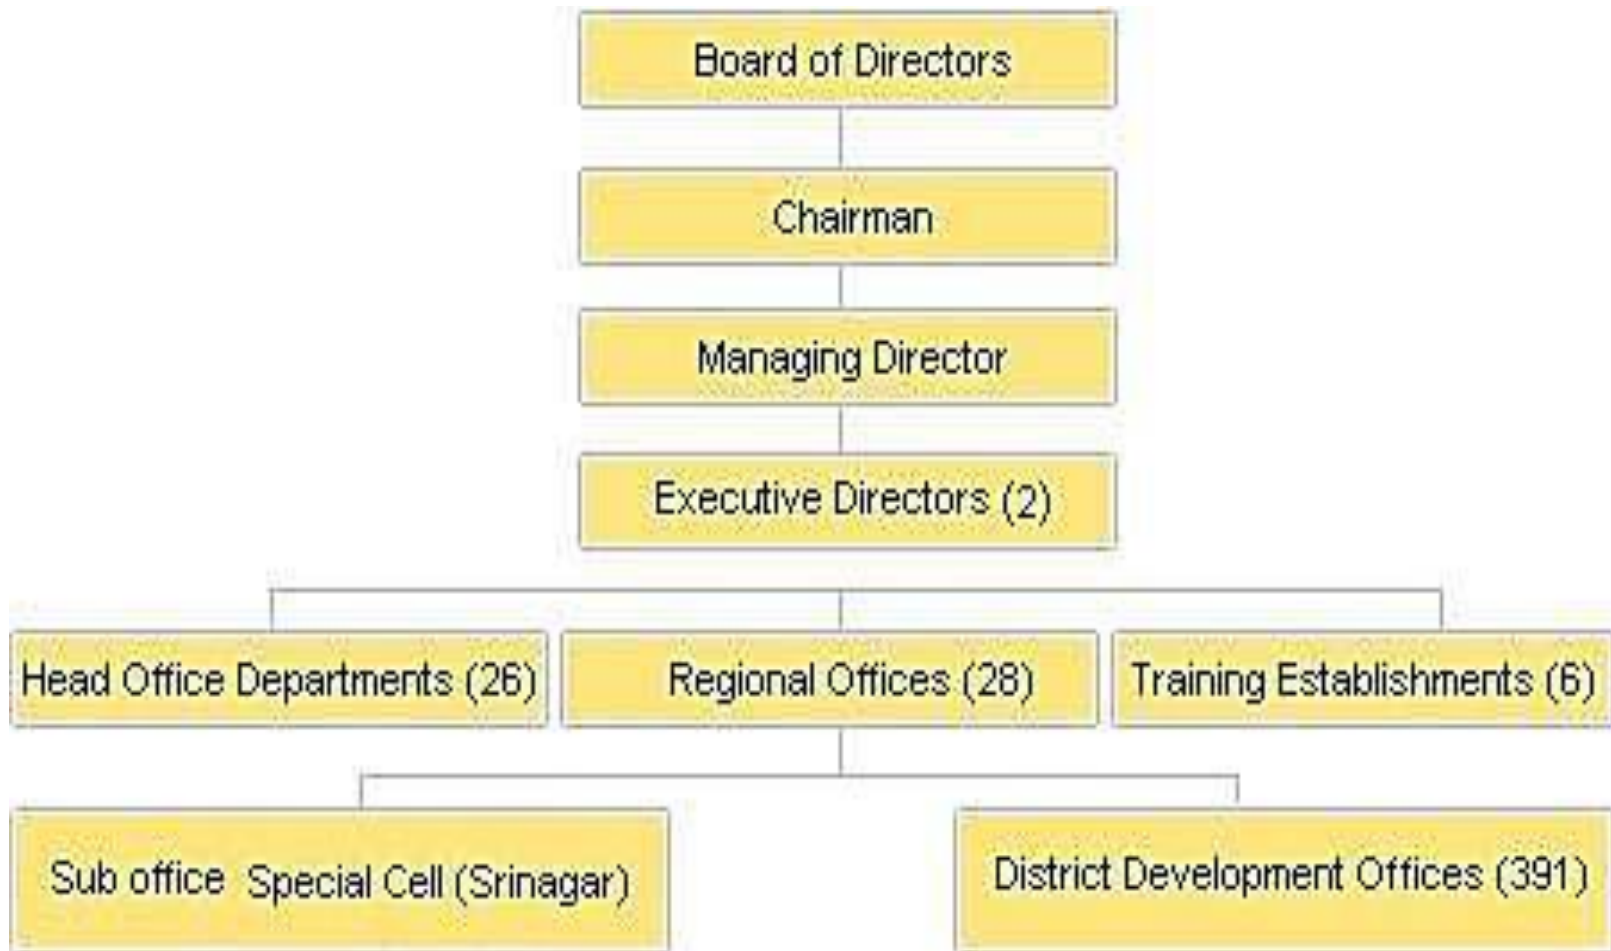 Board of Directors
Chairman
Managing Director
Executive Directors (2)
Head Office Departments (26)
Regional Offices (28)
Training Establishments (6)
Sub office Special Cell (Srinagar)
District Development Offices (391)